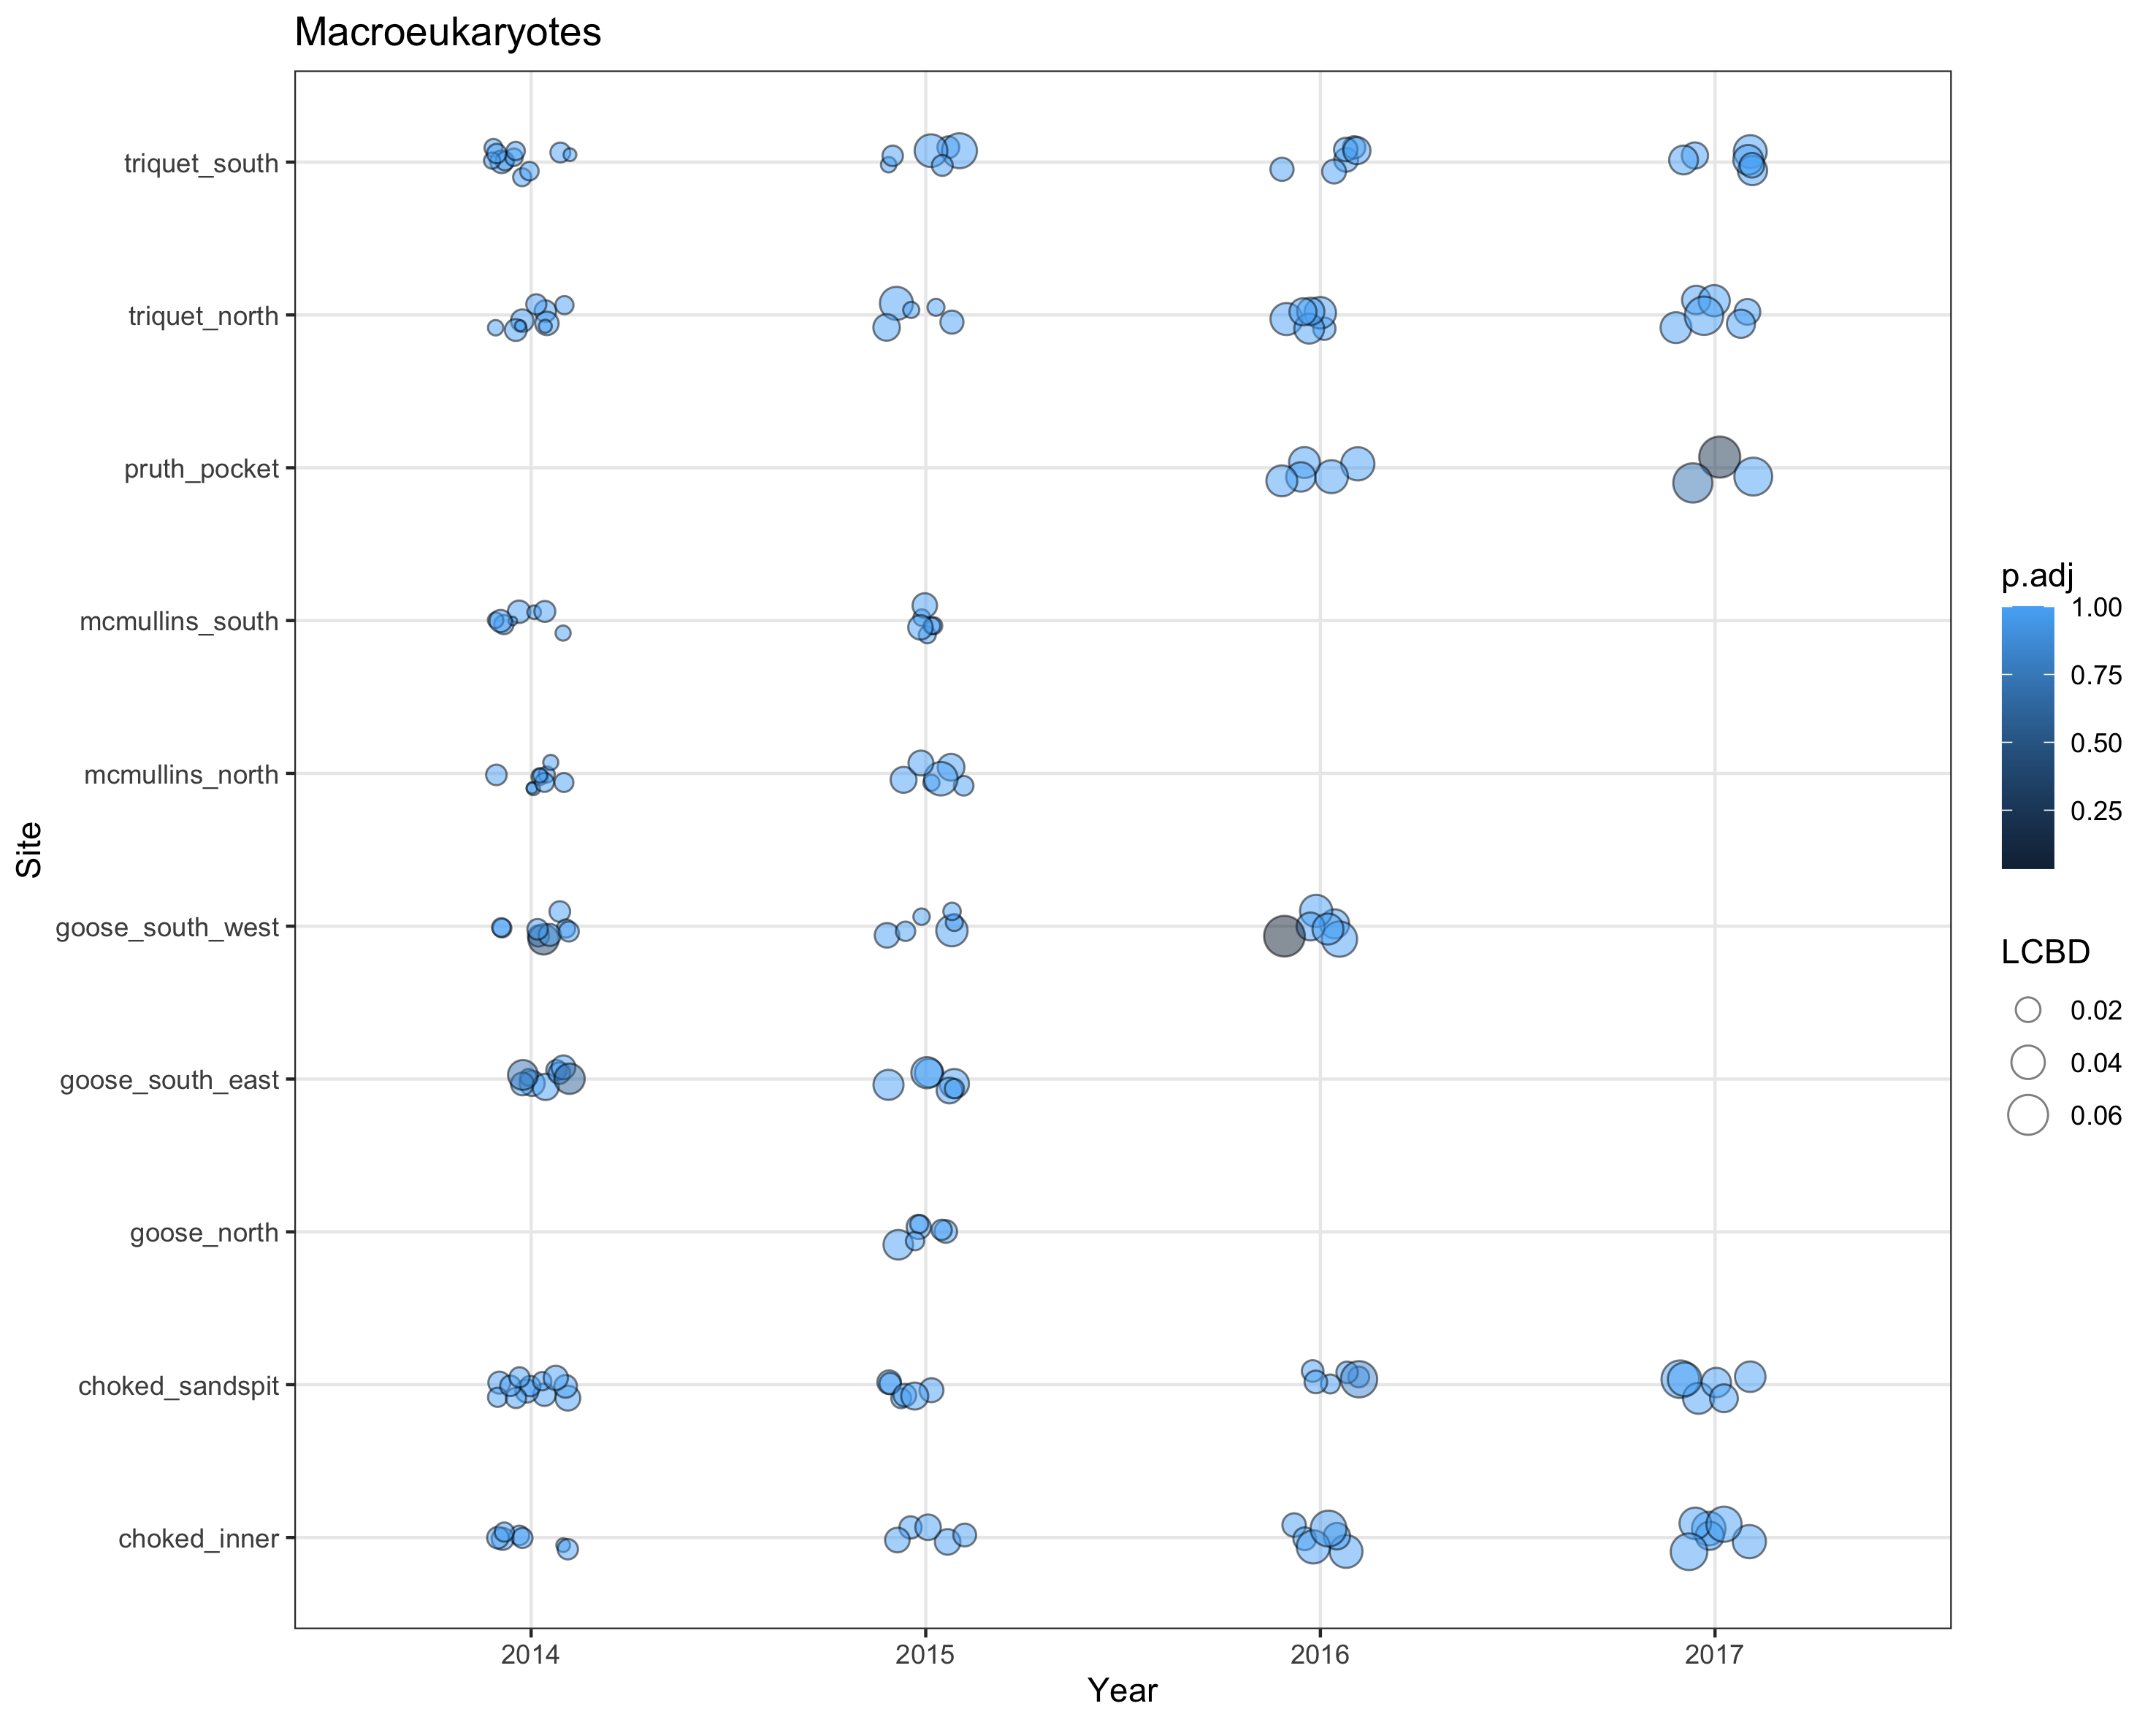 Macroeukaryotes
Site
triquet_south
triquet_north
pruth_pocket
mcmullins_south
mcmullins_north
goose_south_west
goose_south_east
goose_north
choked_sandspit
choked_inner
2014 2015 2016 2017
Year
p.adj
1.00
0.75
0.50
0.25
LCBD
0.02
0.04
0.06